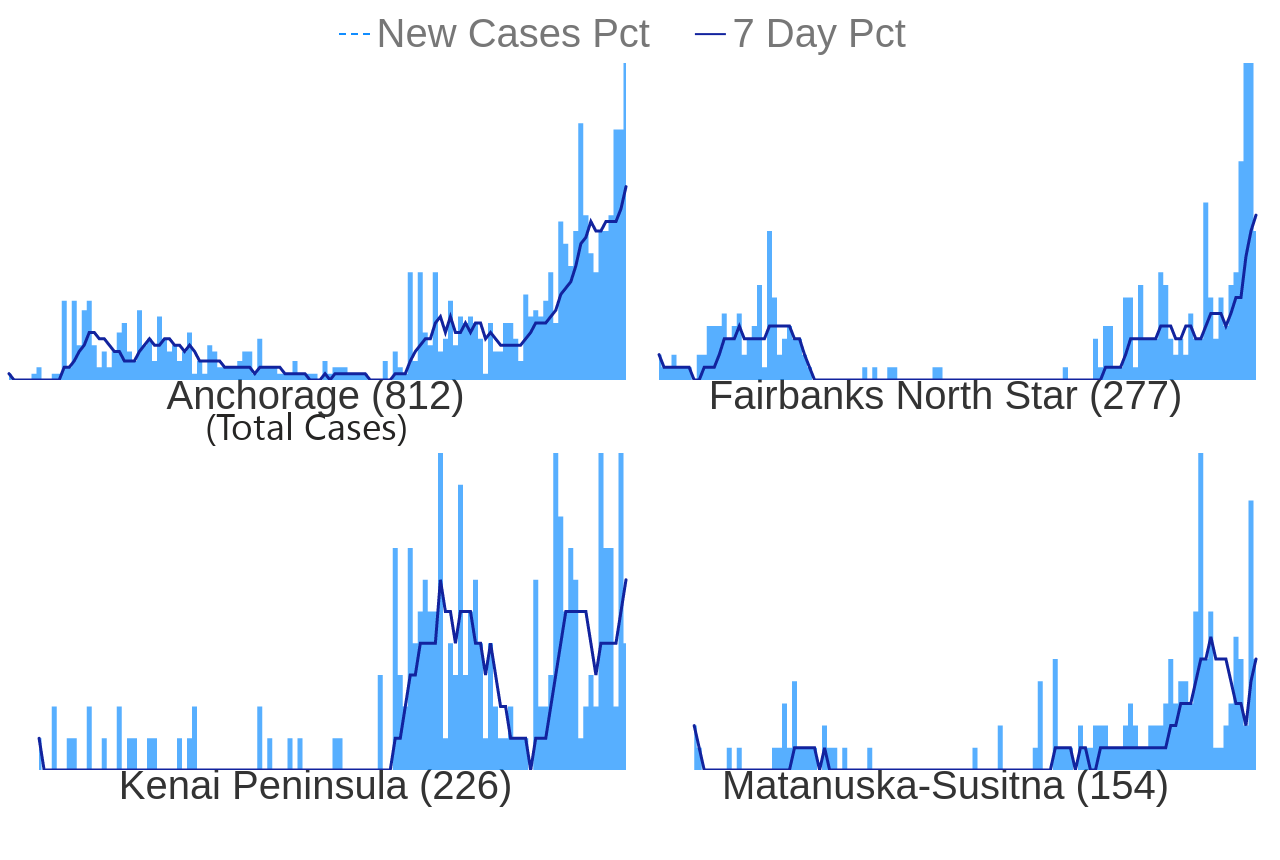 New Cases Pct 7 Day Pct
Anchorage (812) Fairbanks North Star (277)
(Total Cases)
Kenai Peninsula (226) Matanuska-Susitna (154)